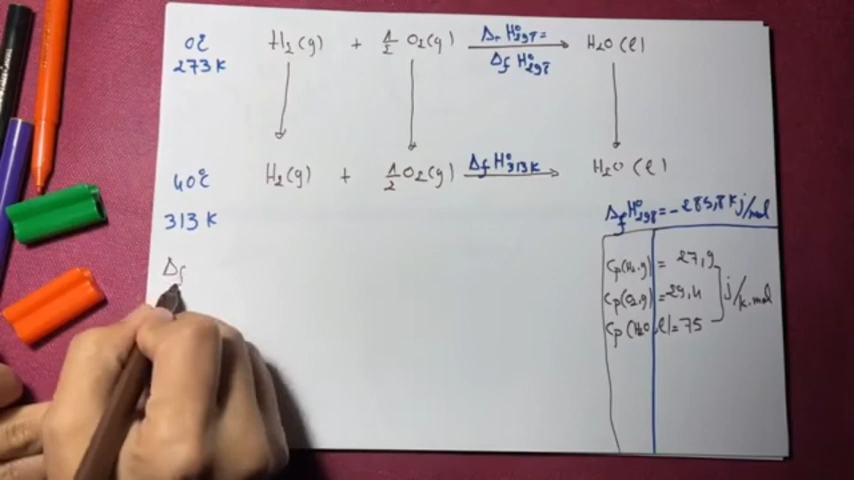 0℃ H₂(g) + 1/2 O₂(g) ΔrH°298= H₂O(l)
273 K ΔfH°298
40℃ H₂(g) + 1/2 O₂(g) ΔfH°313K H₂O(l)
313 K
ΔfH°298 = -285,8 Kj/mol
Cp(H₂,g) = 27,9
Cp(O₂,g) = 29,4 j/k.mol
Cp(H₂O,l) = 75
Δf